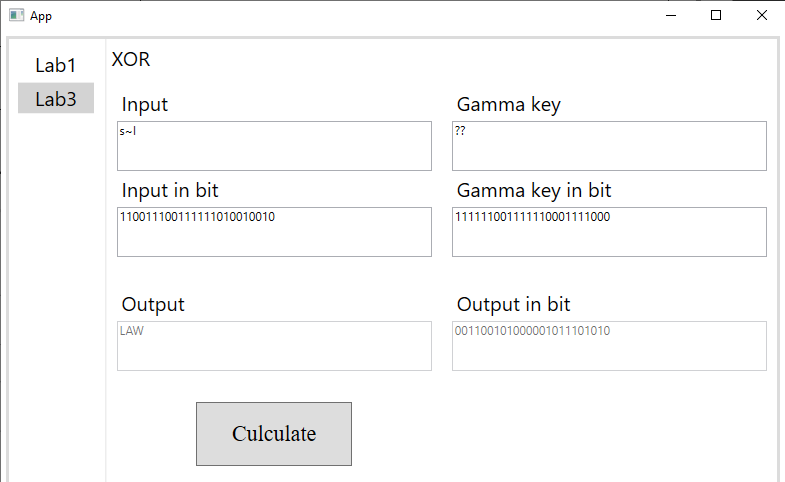 App
Lab1
Lab3
XOR
Input
Gamma key
s~I
??
Input in bit
Gamma key in bit
110011100111111010010010
111111001111110001111000
Output
Output in bit
LAW
001100101000001011101010
Culculate